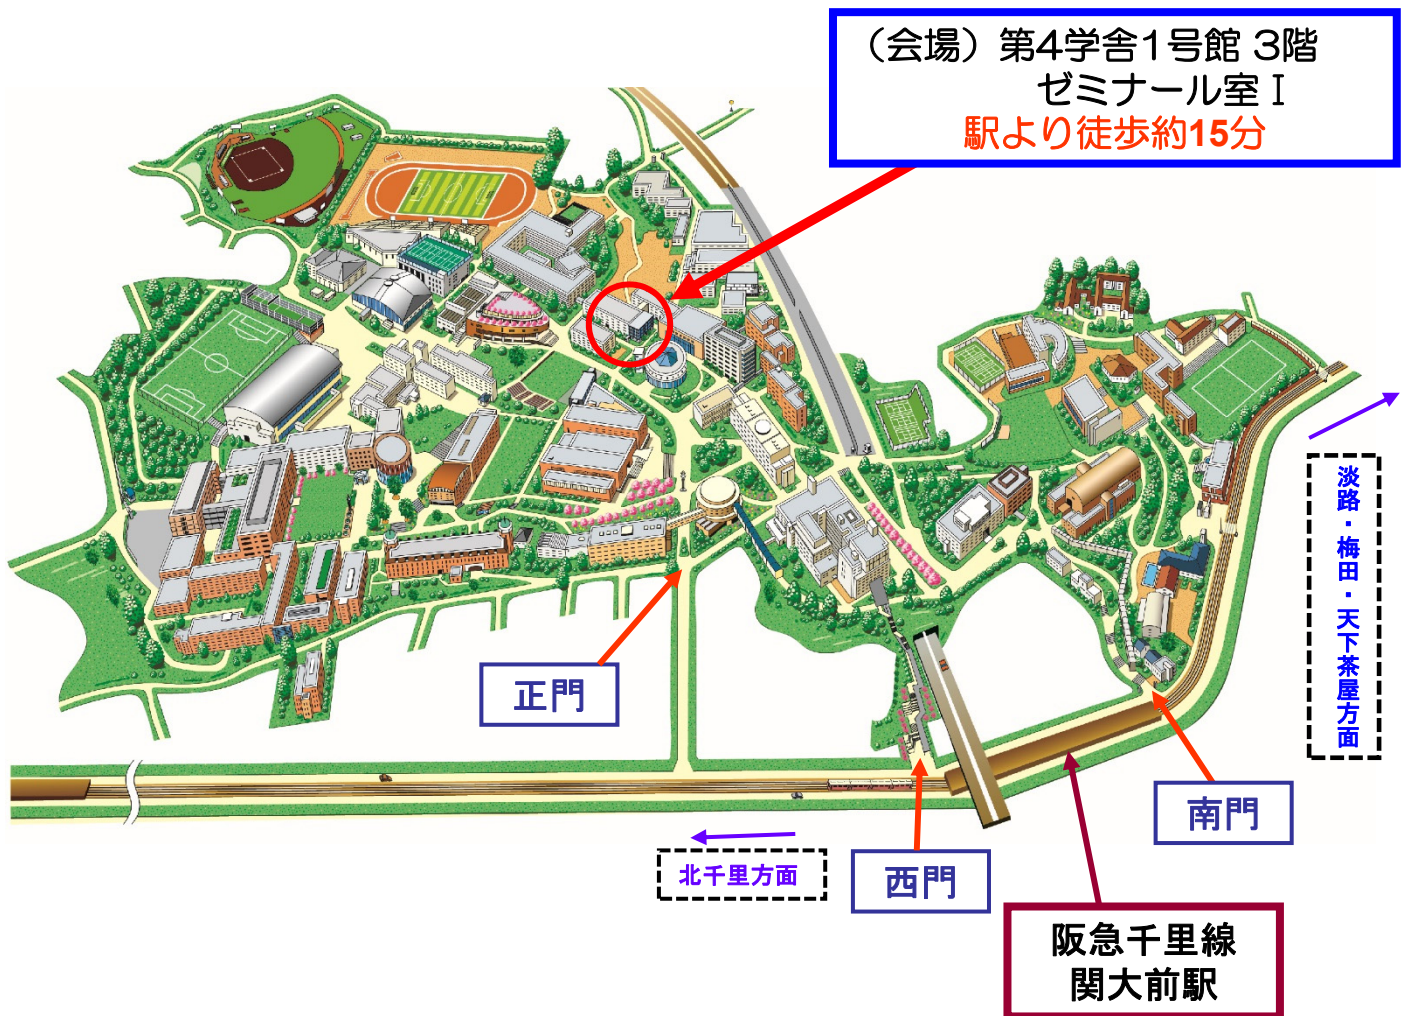 （会場）第4学舎1号館 3階
ゼミナール室Ⅰ
駅より徒歩約15分
淡路・梅田・天下茶屋方面
正門
南門
北千里方面
西門
阪急千里線
関大前駅